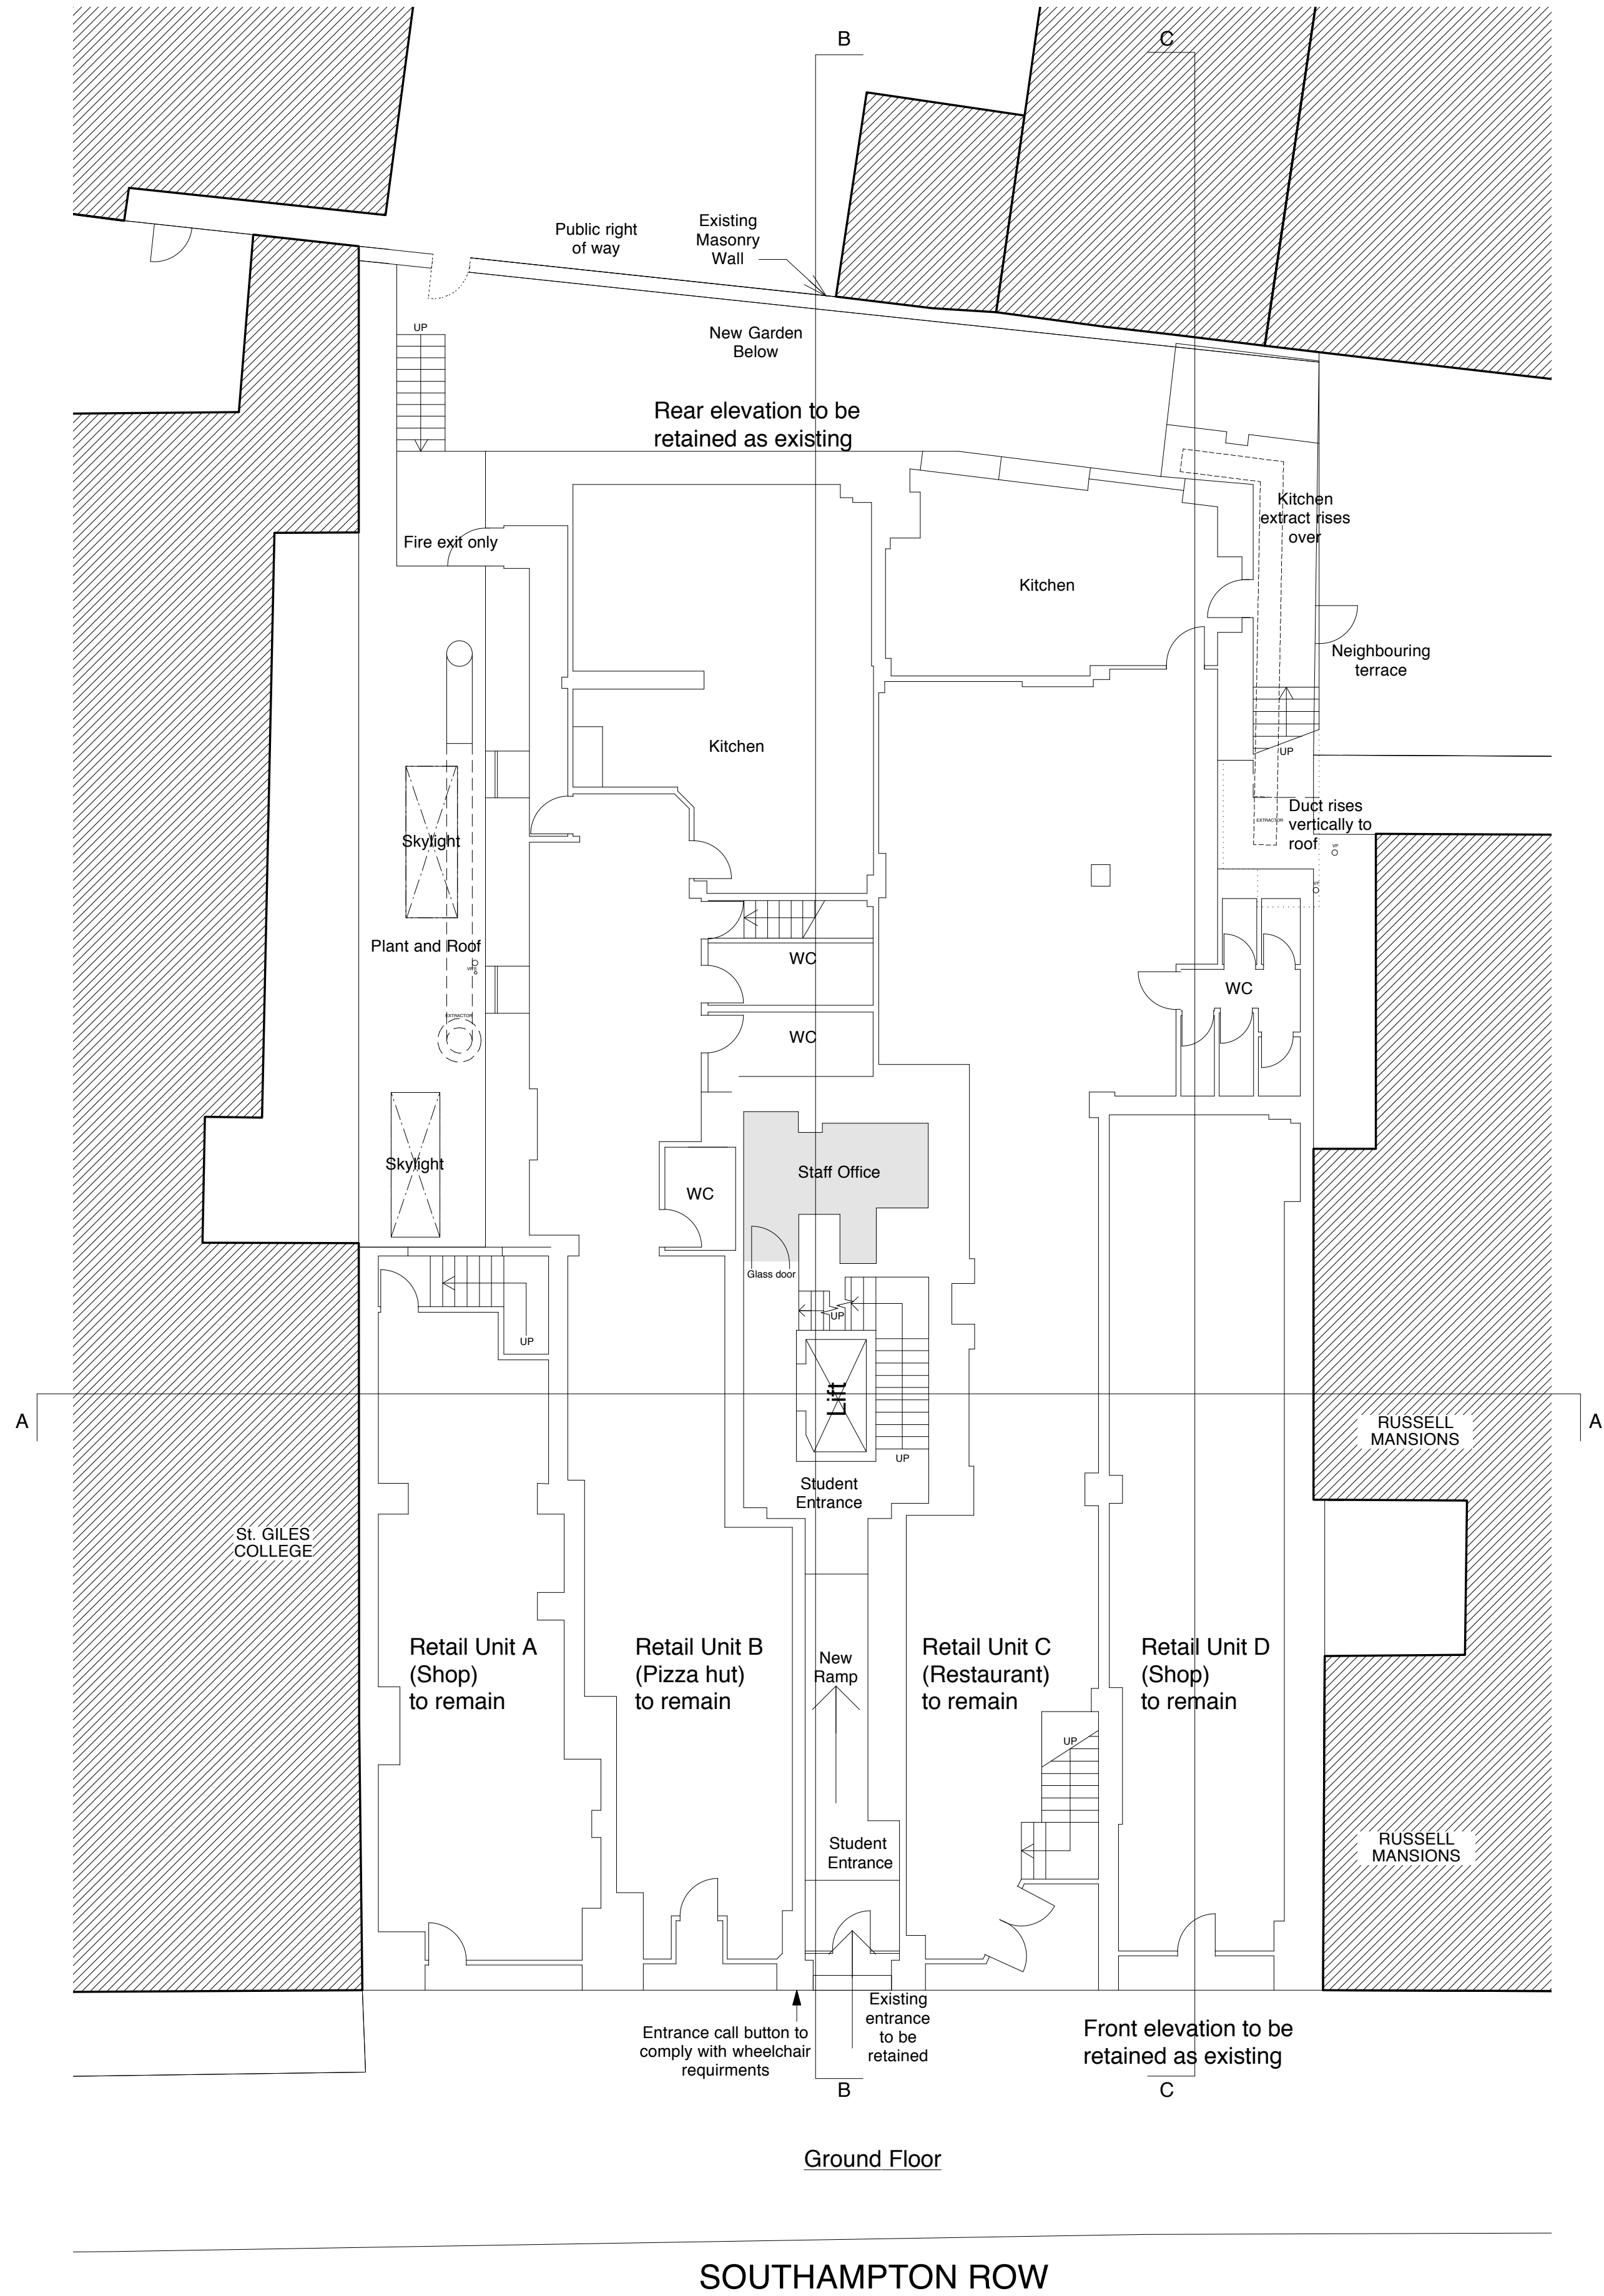 B
C
Public right
of way
Existing
Masonry
Wall
UP
New Garden
Below
Rear elevation to be
retained as existing
Kitchen
extract rises
over
Fire exit only
Kitchen
Neighbouring
terrace
Kitchen
UP
Duct rises
vertically to
roof
EXTRACTOR
VP
VP
Skylight
Plant and Roof
EXTRACTOR
WC
WC
WC
Skylight
WC
Staff Office
Glass door
UP
UP
Lift
A
A
UP
RUSSELL
MANSIONS
Student
Entrance
St. GILES
COLLEGE
Retail Unit A
(Shop)
to remain
Retail Unit B
(Pizza hut)
to remain
New
Ramp
Retail Unit C
(Restaurant)
to remain
Retail Unit D
(Shop)
to remain
UP
Student
Entrance
RUSSELL
MANSIONS
Entrance call button to
comply with wheelchair
requirments
Existing
entrance
to be
retained
Front elevation to be
retained as existing
B
C
Ground Floor
SOUTHAMPTON ROW